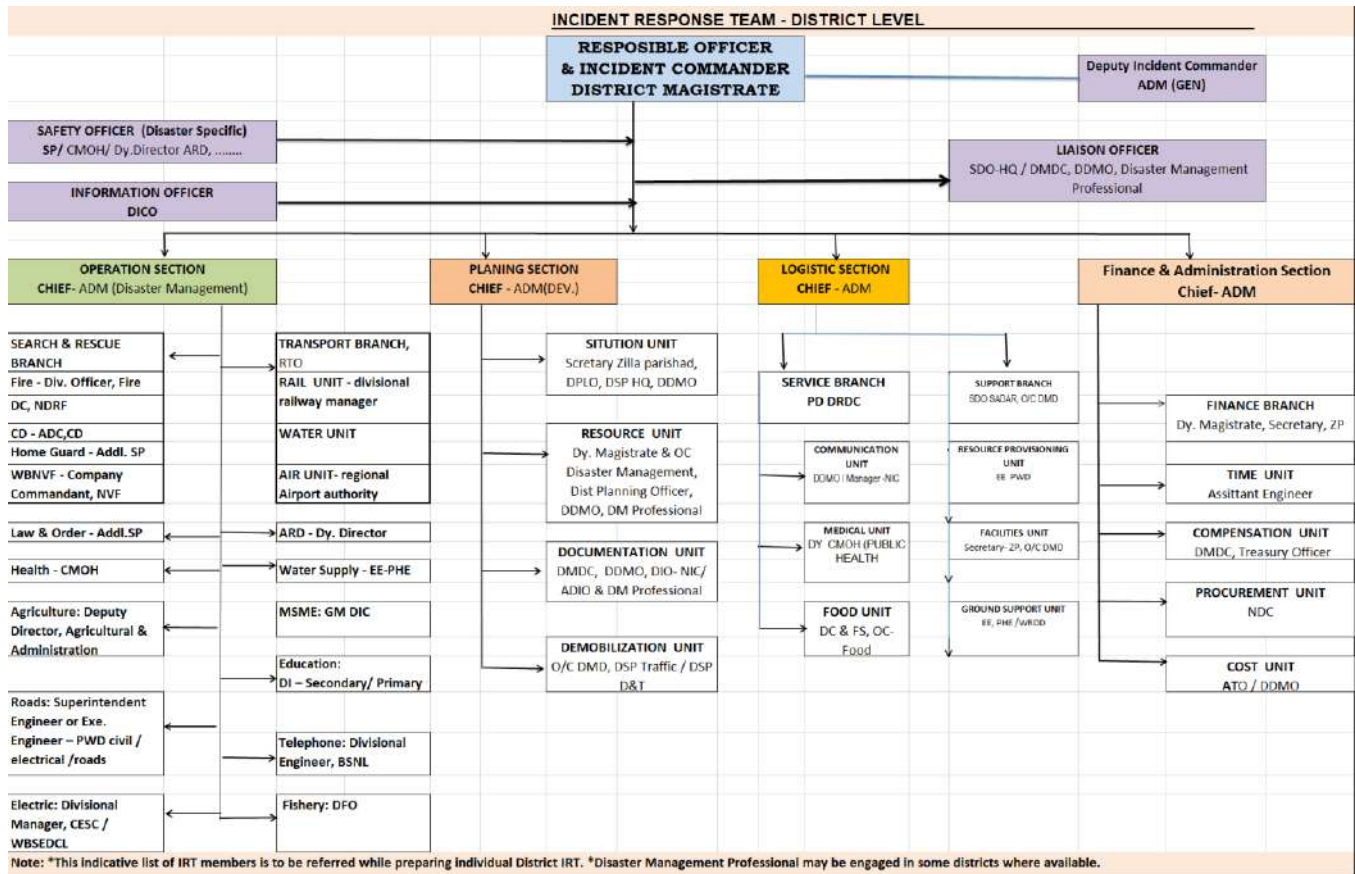 INCIDENT RESPONSE TEAM - DISTRICT LEVEL
RESPOSIBLE OFFICER
& INCIDENT COMMANDER
DISTRICT MAGISTRATE
Deputy Incident Commander
ADM (GEN)
SAFETY OFFICER (Disaster Specific)
SP/ CMOH/ Dy.Director ARD, ........
LIAISON OFFICER
SDO-HQ / DMDC, DDMO, Disaster Management
Professional
INFORMATION OFFICER
DICO
OPERATION SECTION
CHIEF- ADM (Disaster Management)
PLANING SECTION
CHIEF - ADM(DEV.)
LOGISTIC SECTION
CHIEF - ADM
Finance & Administration Section
Chief- ADM
SEARCH & RESCUE
BRANCH
Fire - Div. Officer, Fire
DC, NDRF
CD - ADC,CD
Home Guard - Addl. SP
WBNVF - Company
Commandant, NVF
Law & Order - Addl.SP
Health - CMOH
Agriculture: Deputy
Director, Agricultural &
Administration
Roads: Superintendent
Engineer or Exe.
Engineer – PWD civil /
electrical /roads
Electric: Divisional
Manager, CESC /
WBSEDCL
TRANSPORT BRANCH,
RTO
RAIL UNIT - divisional
railway manager
WATER UNIT
AIR UNIT- regional
Airport authority
ARD - Dy. Director
Water Supply - EE-PHE
MSME: GM DIC
Education:
DI – Secondary/ Primary
Telephone: Divisional
Engineer, BSNL
Fishery: DFO
SITUTION UNIT
Scretary Zilla parishad,
DPLO, DSP HQ, DDMO
RESOURCE UNIT
Dy. Magistrate & OC
Disaster Management,
Dist Planning Officer,
DDMO, DM Professional
DOCUMENTATION UNIT
DMDC, DDMO, DIO- NIC/
ADIO & DM Professional
DEMOBILIZATION UNIT
O/C DMD, DSP Traffic / DSP
D&T
SERVICE BRANCH
PD DRDC
COMMUNICATION
UNIT
DDMO / Manager -NIC
MEDICAL UNIT
DY CMOH (PUBLIC
HEALTH
FOOD UNIT
DC & FS, OC-
Food
SUPPORT BRANCH
SDO SADAR, O/C DMD
RESOURCE PROVISIONING
UNIT
EE PWD
FACILITIES UNIT
Secretary- ZP, O/C DMD
GROUND SUPPORT UNIT
EE, PHE /WRDD
FINANCE BRANCH
Dy. Magistrate, Secretary, ZP
TIME UNIT
Assittant Engineer
COMPENSATION UNIT
DMDC, Treasury Officer
PROCUREMENT UNIT
NDC
COST UNIT
ATO / DDMO
Note: *This indicative list of IRT members is to be referred while preparing individual District IRT. *Disaster Management Professional may be engaged in some districts where available.